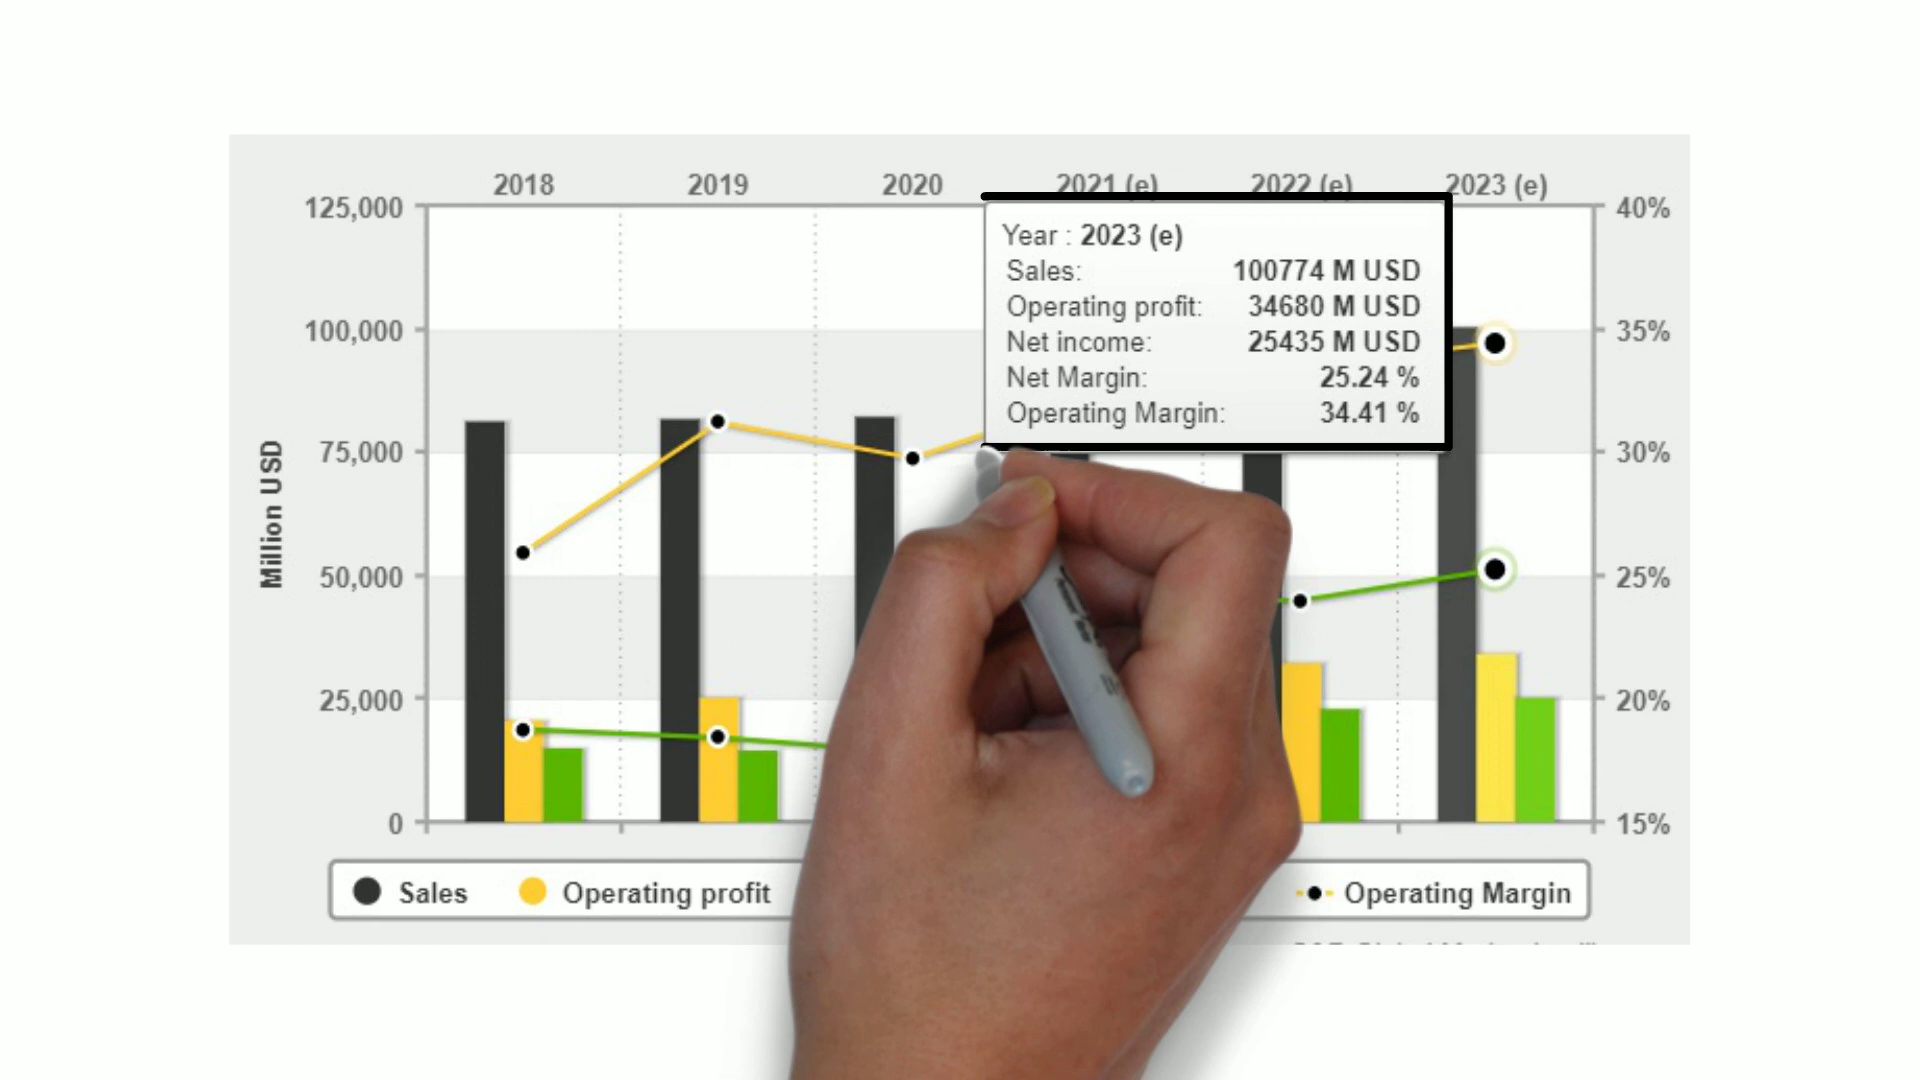 2018 2019 2020 2021 (e) 2022 (e) 2023 (e)
125,000 40%
100,000 35%
75,000 30%
50,000 25%
25,000 20%
0 15%
Million USD
Year : 2023 (e)
Sales: 100774 M USD
Operating profit: 34680 M USD
Net income: 25435 M USD
Net Margin: 25.24 %
Operating Margin: 34.41 %
Sales Operating profit Operating Margin